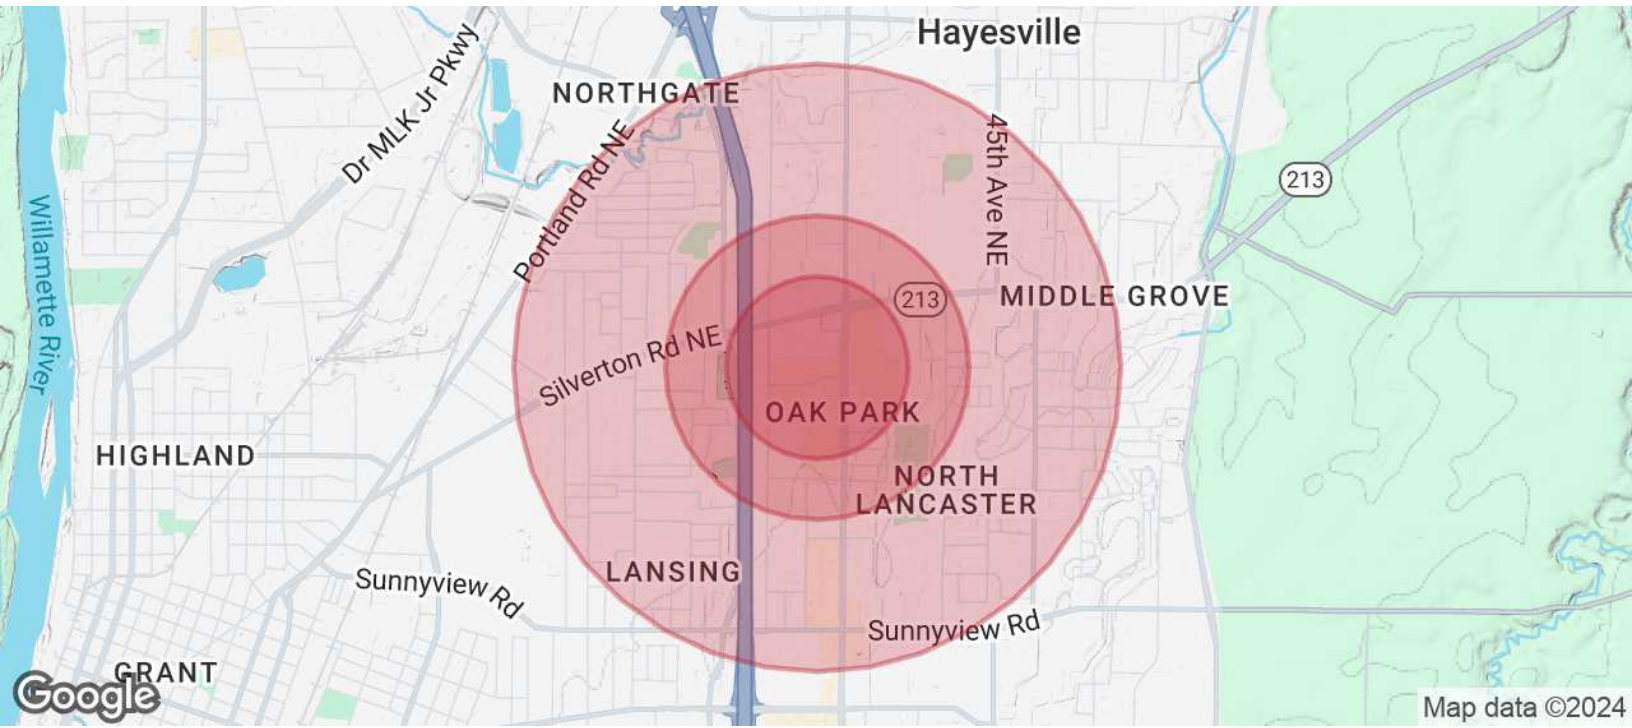 Hayesville
NORTHGATE
Dr MLK Jr Pkwy
Portland Rd NE
45th Ave NE
213
Willamette River
213
MIDDLE GROVE
Silverton Rd NE
OAK PARK
HIGHLAND
NORTH
LANCASTER
LANSING
Sunnyview Rd
Sunnyview Rd
GRANT
Google
Map data ©2024